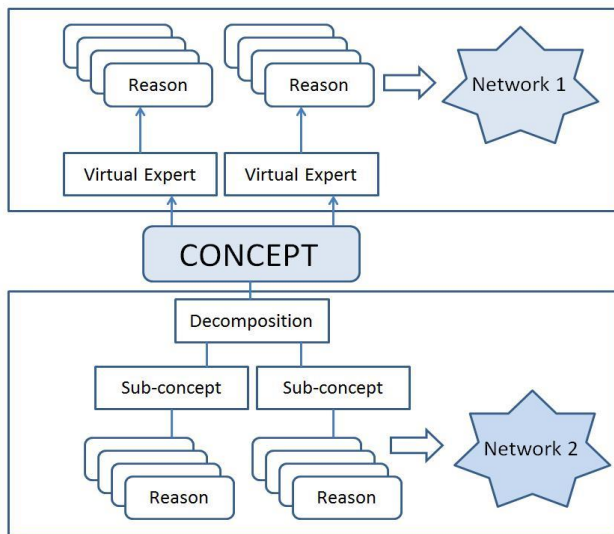 Reason
Reason
Network 1
Virtual Expert
Virtual Expert
CONCEPT
Decomposition
Sub-concept
Sub-concept
Network 2
Reason
Reason